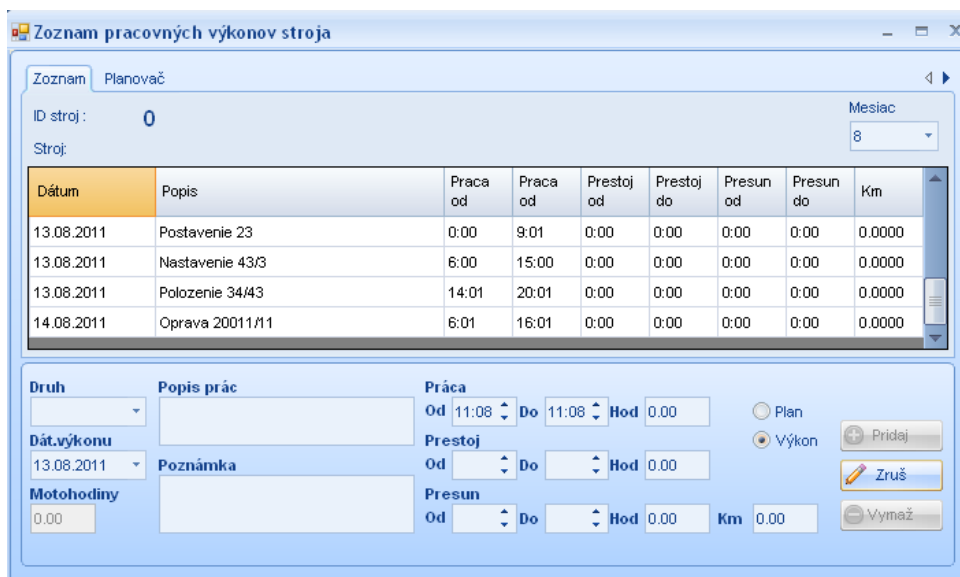 Zoznam pracovných výkonov stroja
Zoznam Planovač
ID stroj : 0
Mesiac
8
Stroj:
Dátum Popis Praca od Praca od Prestoj od Prestoj do Presun od Presun do Km
13.08.2011 Postavenie 23 0:00 9:01 0:00 0:00 0:00 0:00 0.0000
13.08.2011 Nastavenie 43/3 6:00 15:00 0:00 0:00 0:00 0:00 0.0000
13.08.2011 Polozenie 34/43 14:01 20:01 0:00 0:00 0:00 0:00 0.0000
14.08.2011 Oprava 20011/11 6:01 16:01 0:00 0:00 0:00 0:00 0.0000
Druh Popis prác Práca
Od 11:08 Do 11:08 Hod 0.00 Plan
Dát.výkonu Prestoj Výkon Pridaj
13.08.2011 Poznámka Od Do Hod 0.00
Zruš
Motohodiny Presun
0.00 Od Do Hod 0.00 Km 0.00 Vymaž